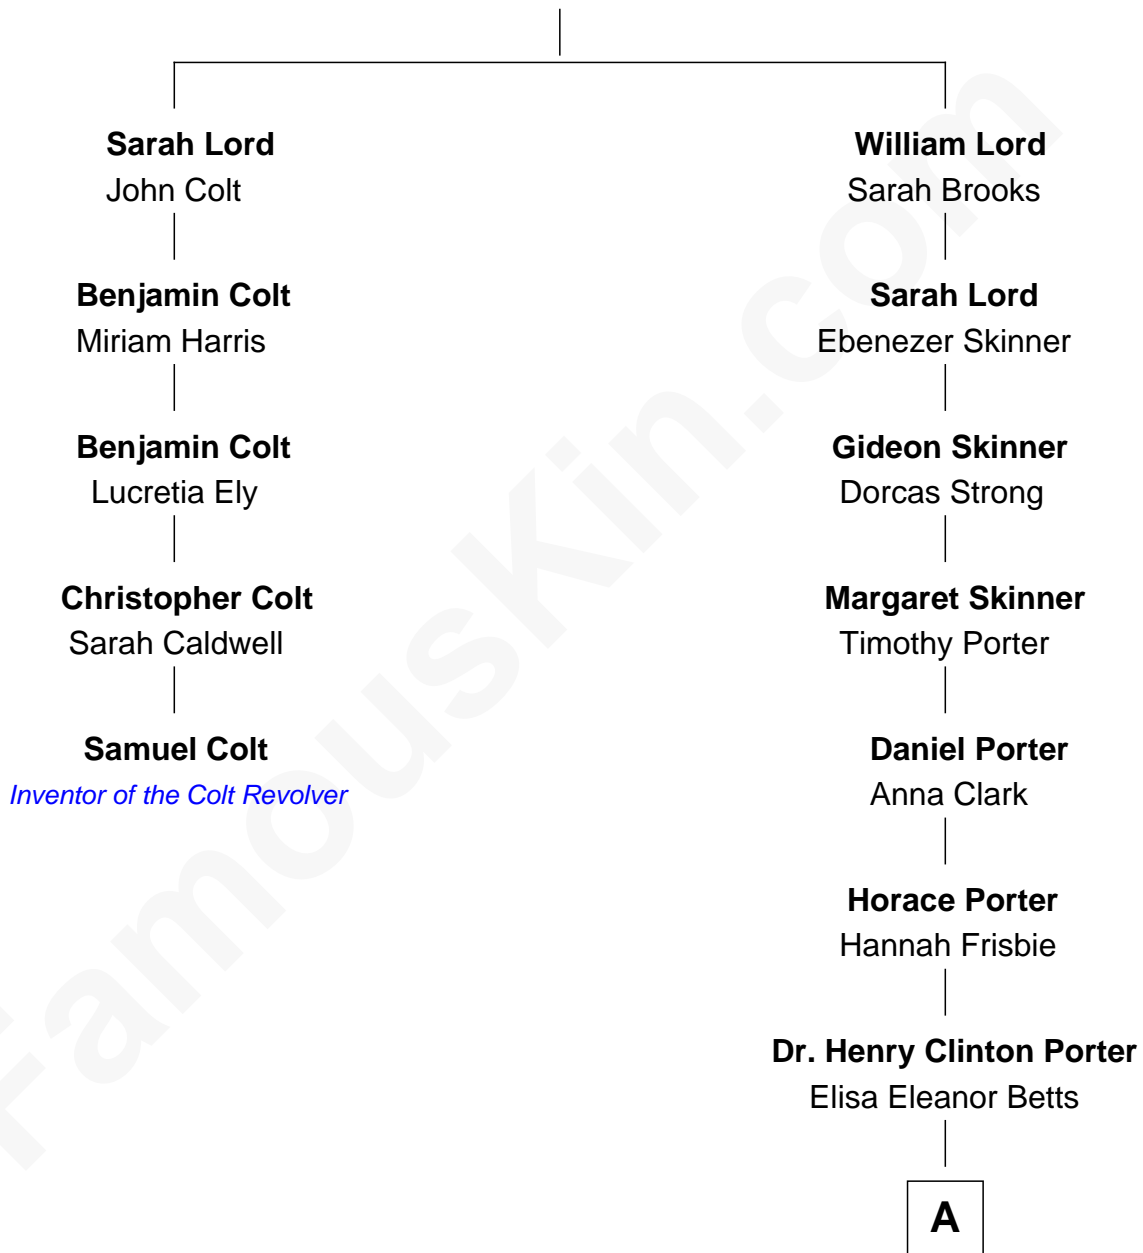 Sarah Lord
John Colt
Benjamin Colt
Miriam Harris
Benjamin Colt
Lucretia Ely
Christopher Colt
Sarah Caldwell
Samuel Colt
Inventor of the Colt Revolver
William Lord
Sarah Brooks
Sarah Lord
Ebenezer Skinner
Gideon Skinner
Dorcas Strong
Margaret Skinner
Timothy Porter
Daniel Porter
Anna Clark
Horace Porter
Hannah Frisbie
Dr. Henry Clinton Porter
Elisa Eleanor Betts
A
FamousKin.com